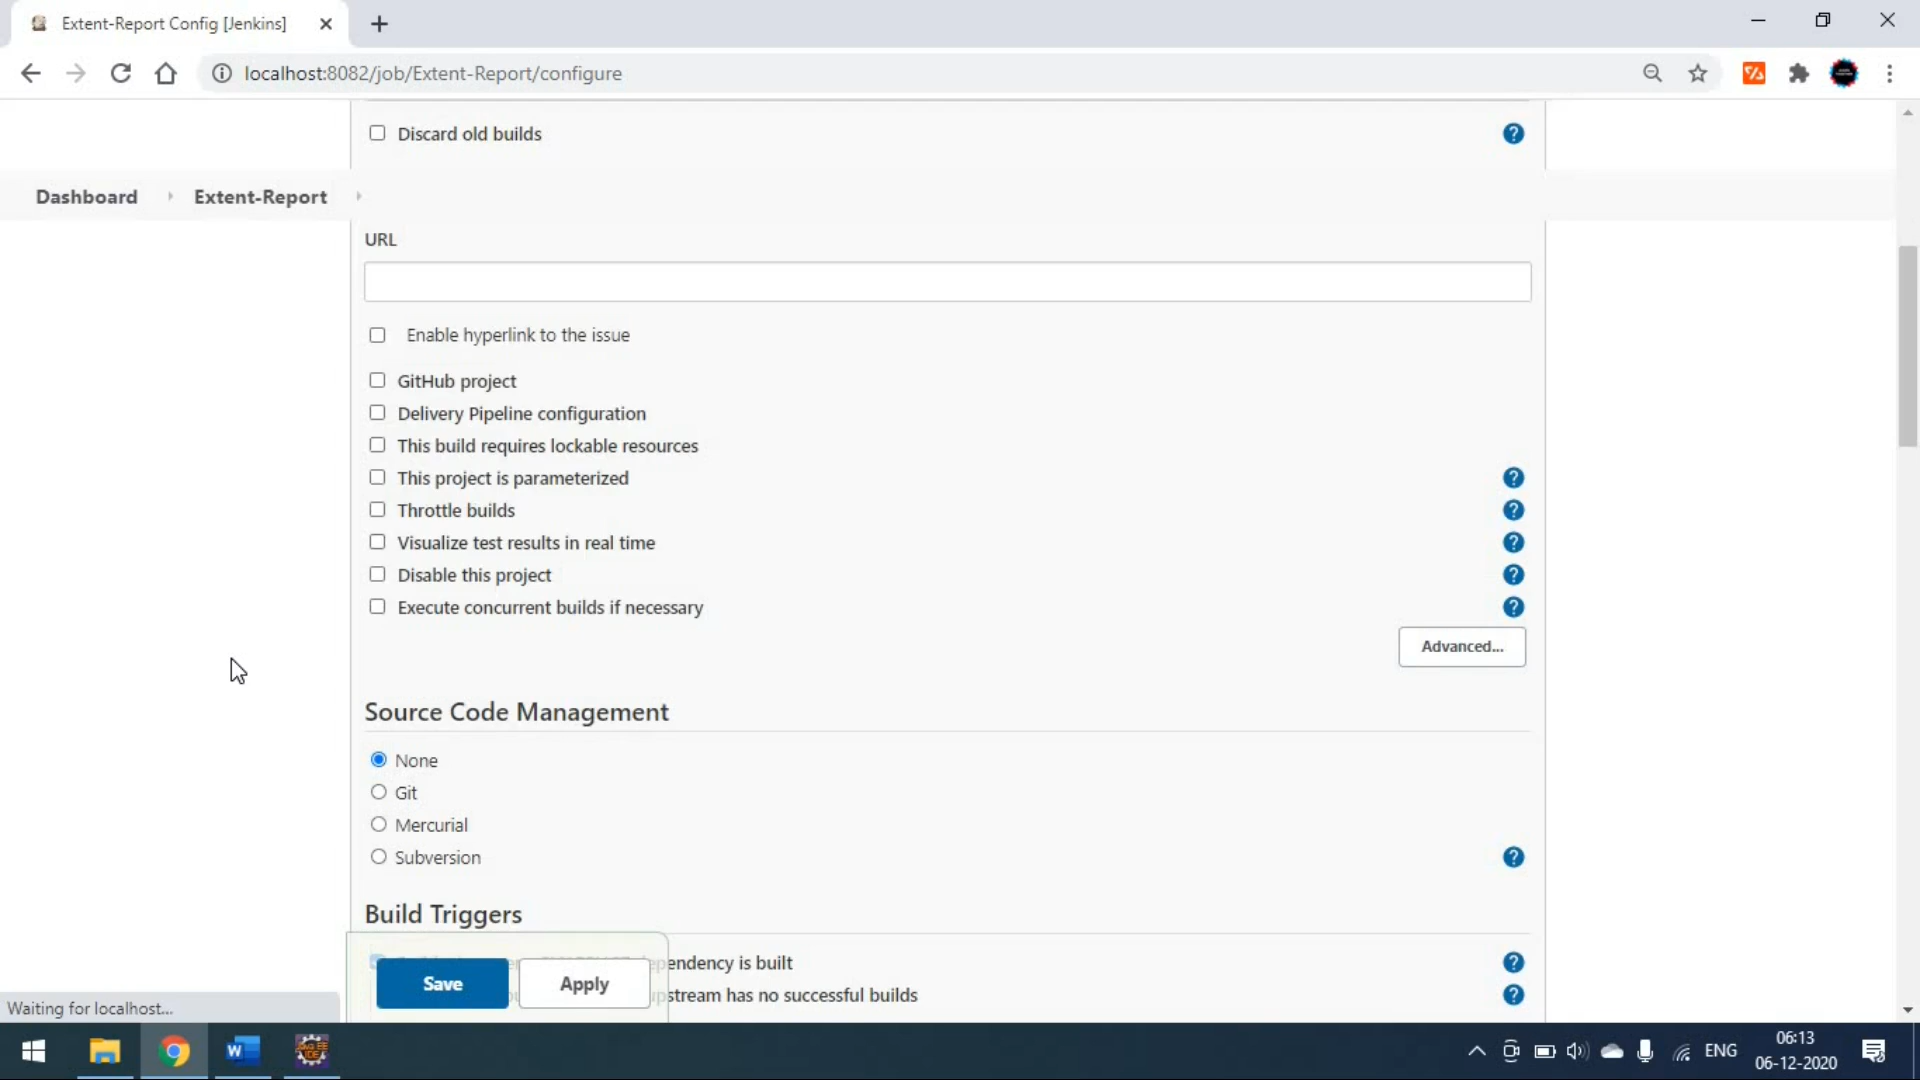 Extent-Report Config [Jenkins]
localhost:8082/job/Extent-Report/configure
Discard old builds
Dashboard
Extent-Report
URL
Enable hyperlink to the issue
GitHub project
Delivery Pipeline configuration
This build requires lockable resources
This project is parameterized
Throttle builds
Visualize test results in real time
Disable this project
Execute concurrent builds if necessary
Advanced...
Source Code Management
None
Git
Mercurial
Subversion
Build Triggers
ependency is built
Save
Apply
pstream has no successful builds
Waiting for localhost...
ENG
06:13
06-12-2020